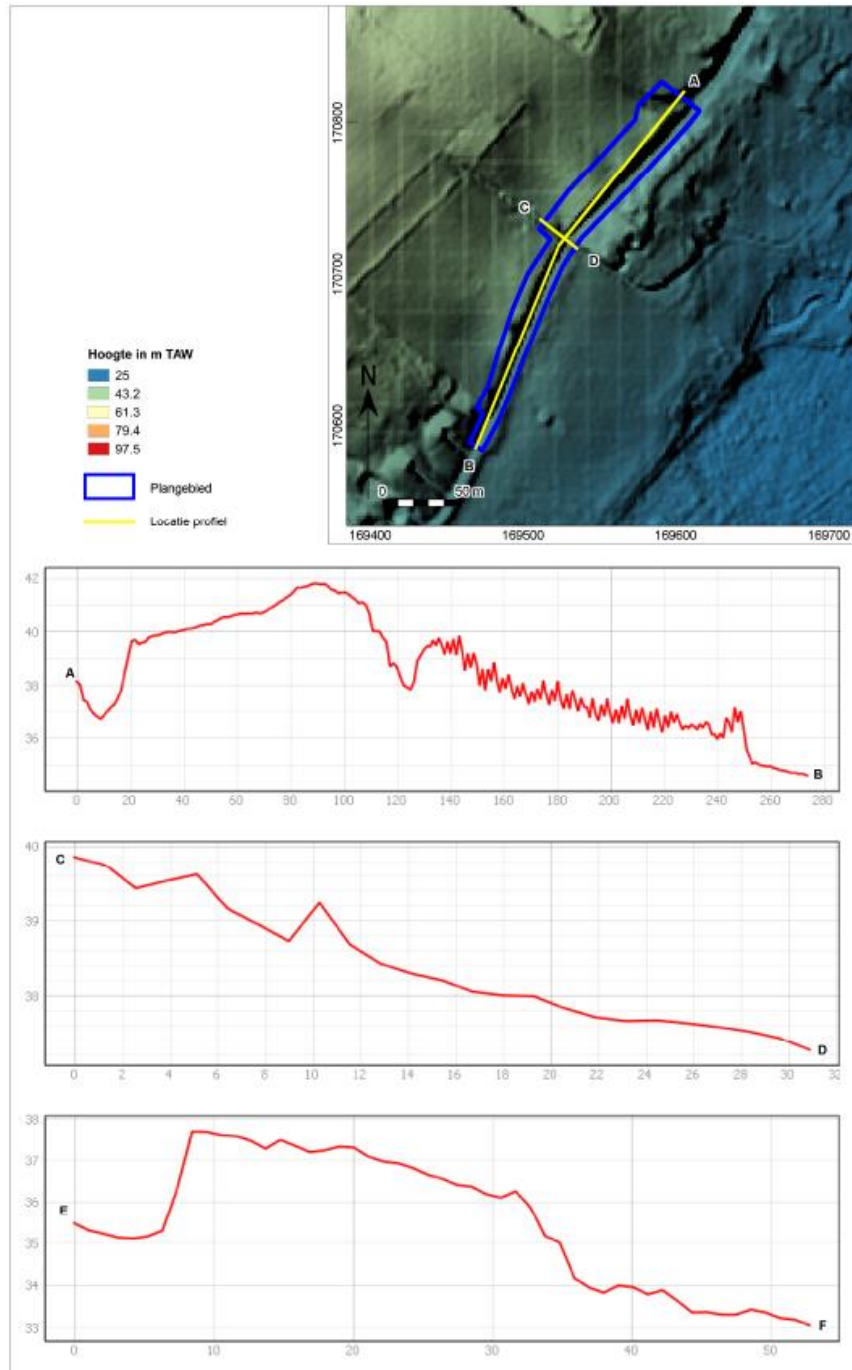 A
170800
C
D
170700
Hoogte in m TAW
25
43.2
61.3
79.4
97.5
N
170600
Plangebied
B
0 50 m
Locatie profiel
169400 169500 169600 169700
42
40
A
38
36
B
0 20 40 60 80 100 120 140 160 180 200 220 240 260 280
40
C
39
38
D
0 2 4 6 8 10 12 14 16 18 20 22 24 26 28 30 32
38
37
36
E
35
34
33
F
0 10 20 30 40 50